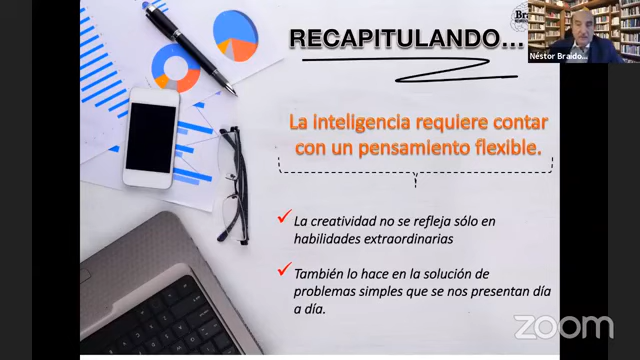 RECAPITULANDO...
Néstor Braido...
La inteligencia requiere contar
con un pensamiento flexible.
✓ La creatividad no se refleja sólo en
habilidades extraordinarias
✓ También lo hace en la solución de
problemas simples que se nos presentan día
a día.
zoom